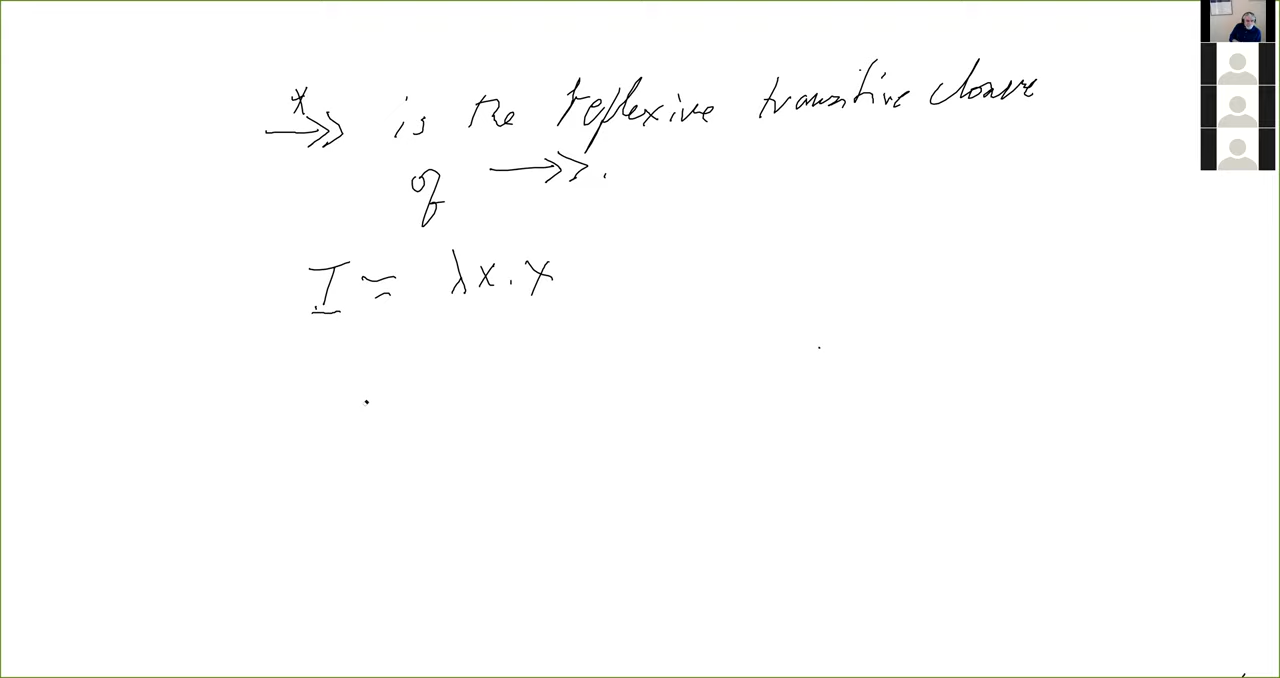 ↠* is the reflexive transitive closure
of ↠.
I ≃ λx.x